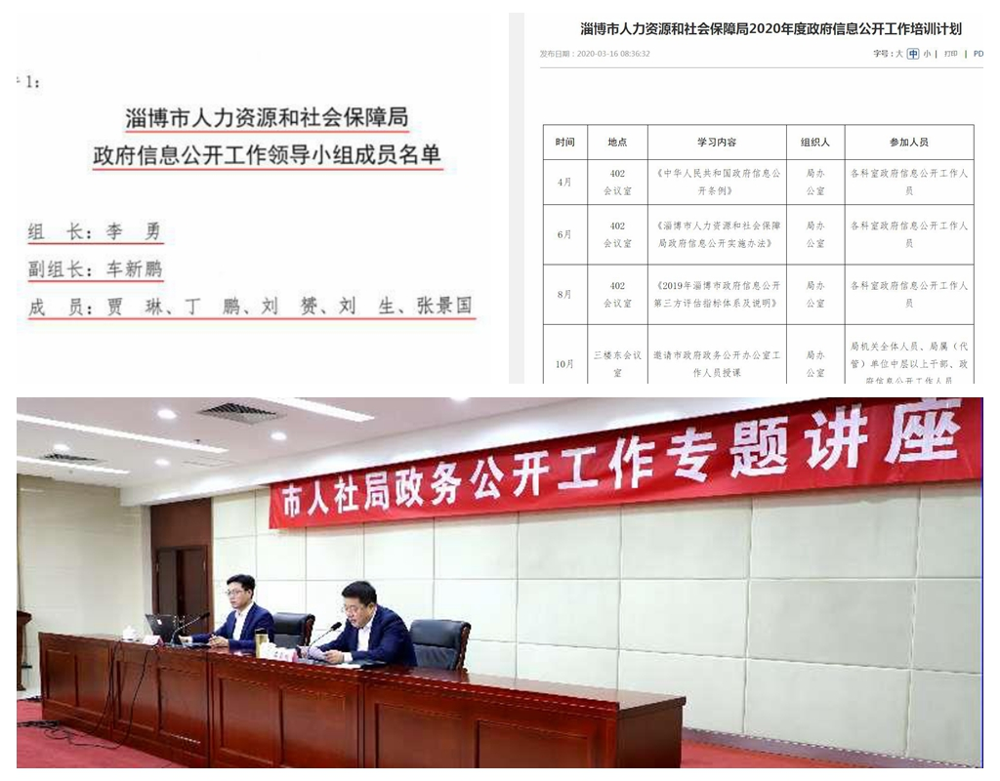 1:
淄博市人力资源和社会保障局
政府信息公开工作领导小组成员名单
组 长: 李 勇
副组长: 车新鹏
成 员: 贾 琳、丁 鹏、刘 赟、刘 生、张景国
淄博市人力资源和社会保障局2020年度政府信息公开工作培训计划
发布日期:2020-03-16 08:36:32
字号:大 中 小 | 打印 | PD
时间 地点 学习内容 组织人 参加人员
4月
402
会议室
《中华人民共和国政府信息公
开条例》
局办
公室
各科室政府信息公开工作人
员
6月
402
会议室
《淄博市人力资源和社会保障
局政府信息公开实施办法》
局办
公室
各科室政府信息公开工作人
员
8月
402
会议室
《2019年淄博市政府信息公开
第三方评估指标体系及说明》
局办
公室
各科室政府信息公开工作人
员
10月
三楼东会议
室
邀请市政府政务公开办公室工
作人员授课
局办
公室
局机关全体人员、局属(代
管)单位中层以上干部、政
府信息公开工作人员
市人社局政务公开工作专题讲座